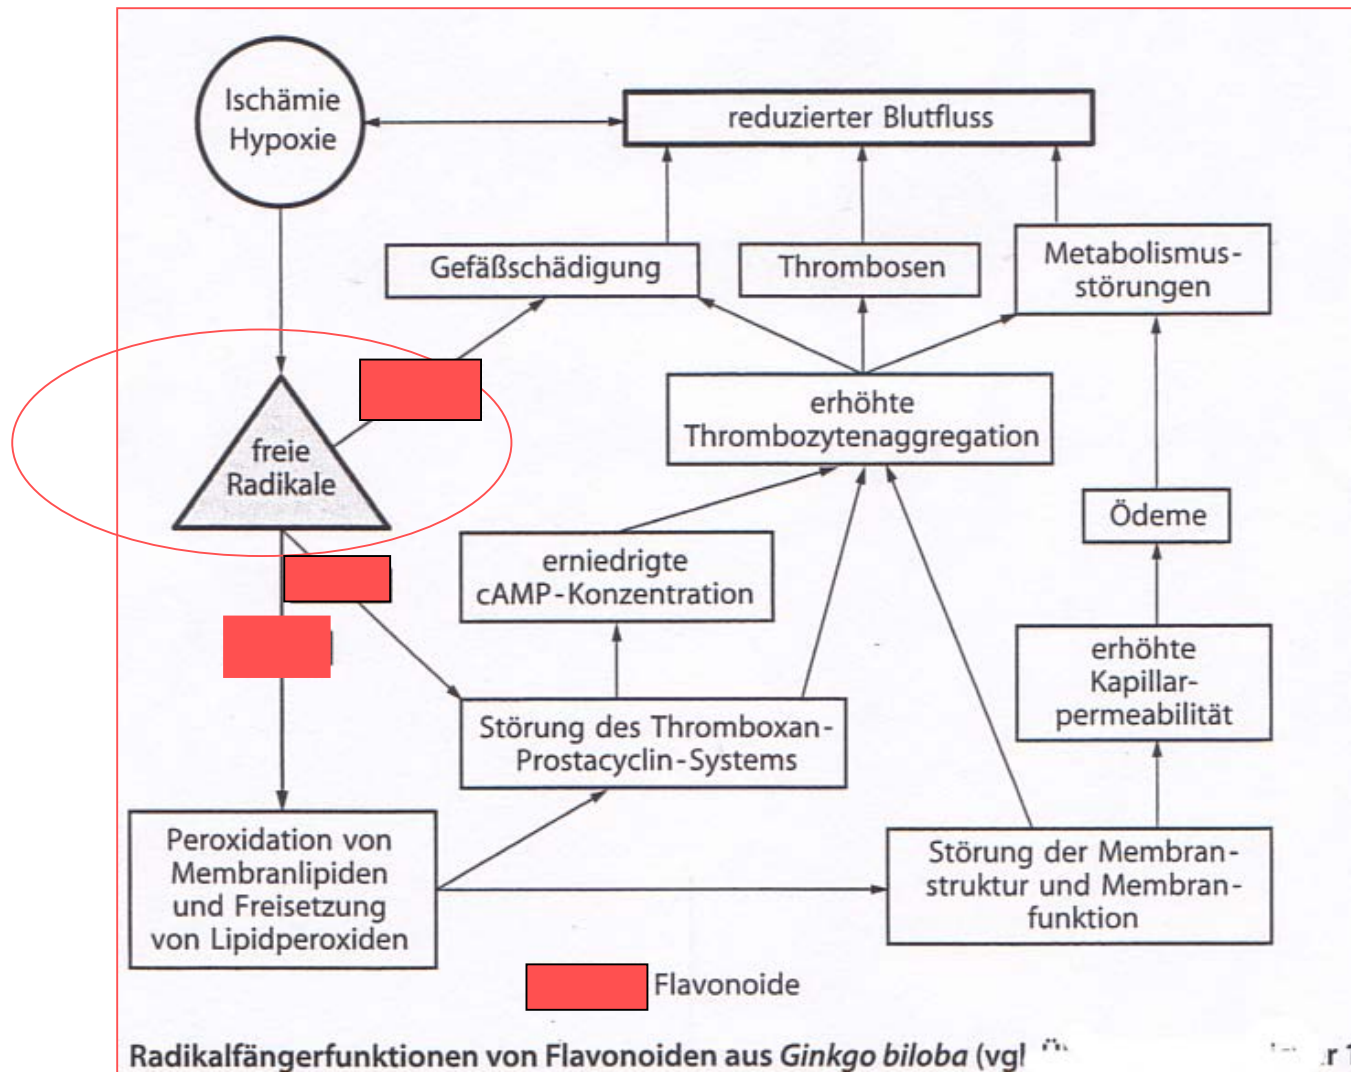 Ischämie
Hypoxie
reduzierter Blutfluss
Gefäßschädigung
Thrombosen
Metabolismus-
störungen
freie
Radikale
erhöhte
Thrombozytenaggregation
Ödeme
erniedrigte
cAMP-Konzentration
erhöhte
Kapillar-
permeabilität
Störung des Thromboxan-
Prostacyclin-Systems
Peroxidation von
Membranlipiden
und Freisetzung
von Lipidperoxiden
Störung der Membran-
struktur und Membran-
funktion
Flavonoide
Radikalfängerfunktionen von Flavonoiden aus Ginkgo biloba (vgl